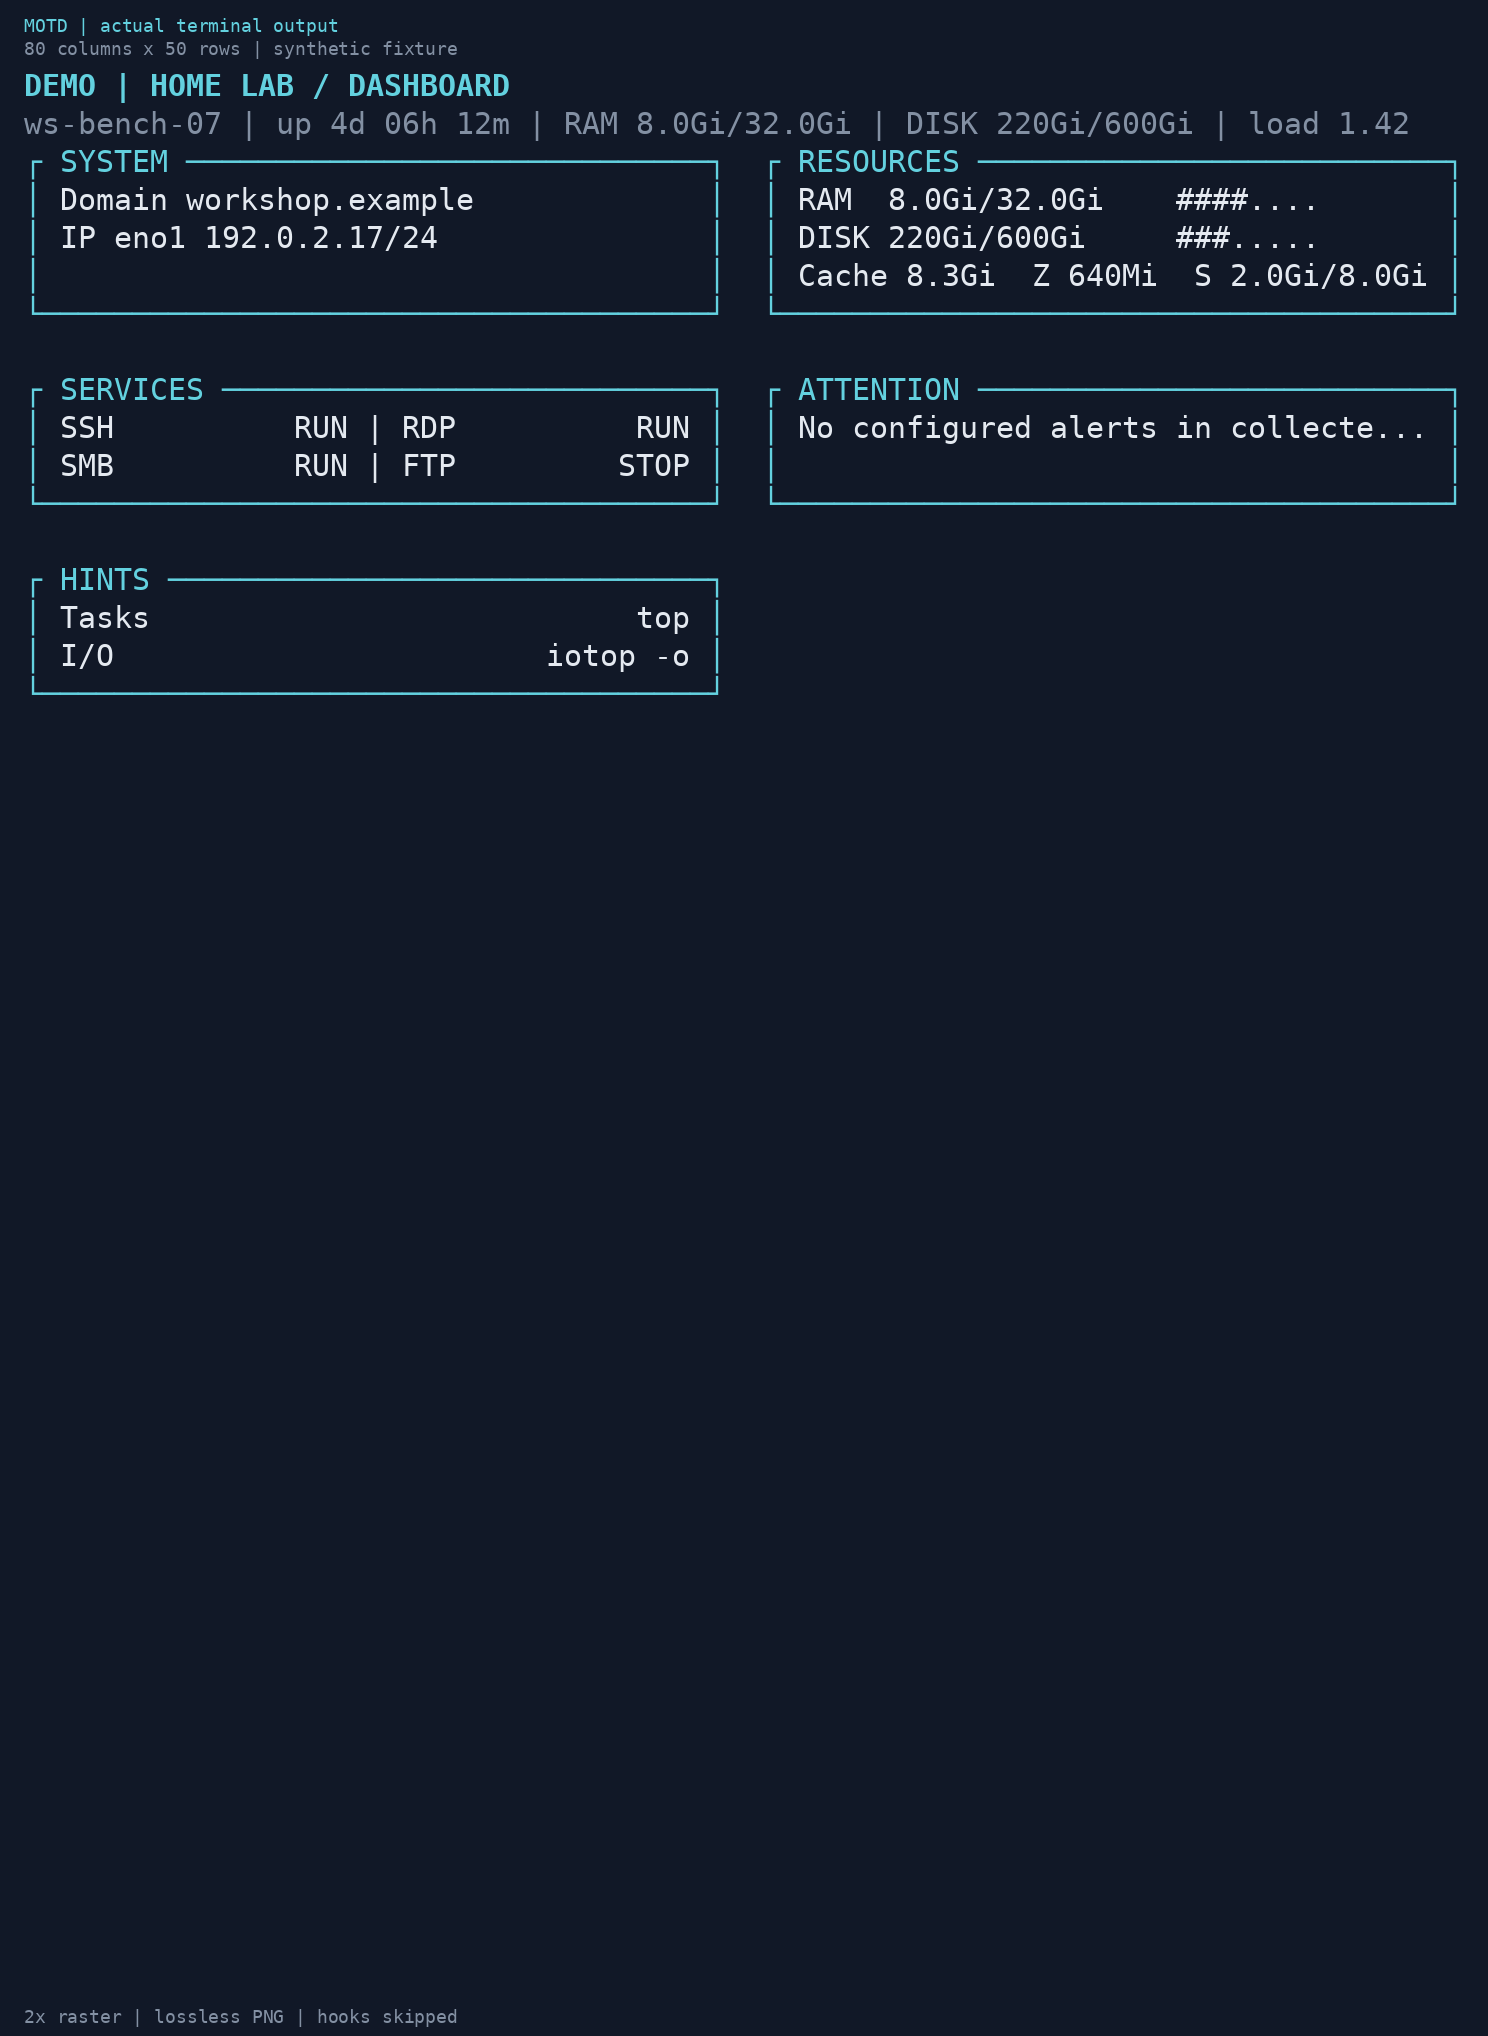 MOTD | actual terminal output
80 columns x 50 rows | synthetic fixture
DEMO | HOME LAB / DASHBOARD
ws-bench-07 | up 4d 06h 12m | RAM 8.0Gi/32.0Gi | DISK 220Gi/600Gi | load 1.42
SYSTEM
Domain workshop.example
IP eno1 192.0.2.17/24
RESOURCES
RAM  8.0Gi/32.0Gi    ####....
DISK 220Gi/600Gi     ###.....
Cache 8.3Gi  Z 640Mi  S 2.0Gi/8.0Gi
SERVICES
SSH          RUN | RDP          RUN
SMB          RUN | FTP         STOP
ATTENTION
No configured alerts in collecte...
HINTS
Tasks                           top
I/O                        iotop -o
2x raster | lossless PNG | hooks skipped